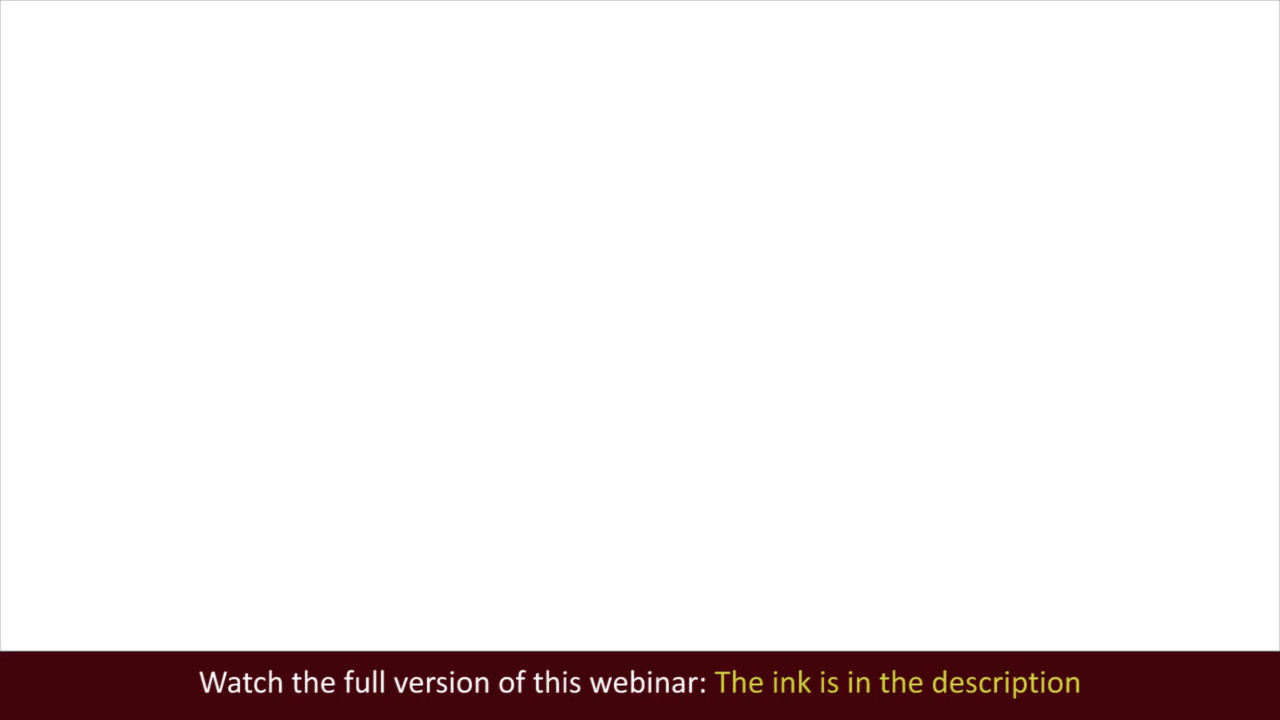 Watch the full version of this webinar: The ink is in the description